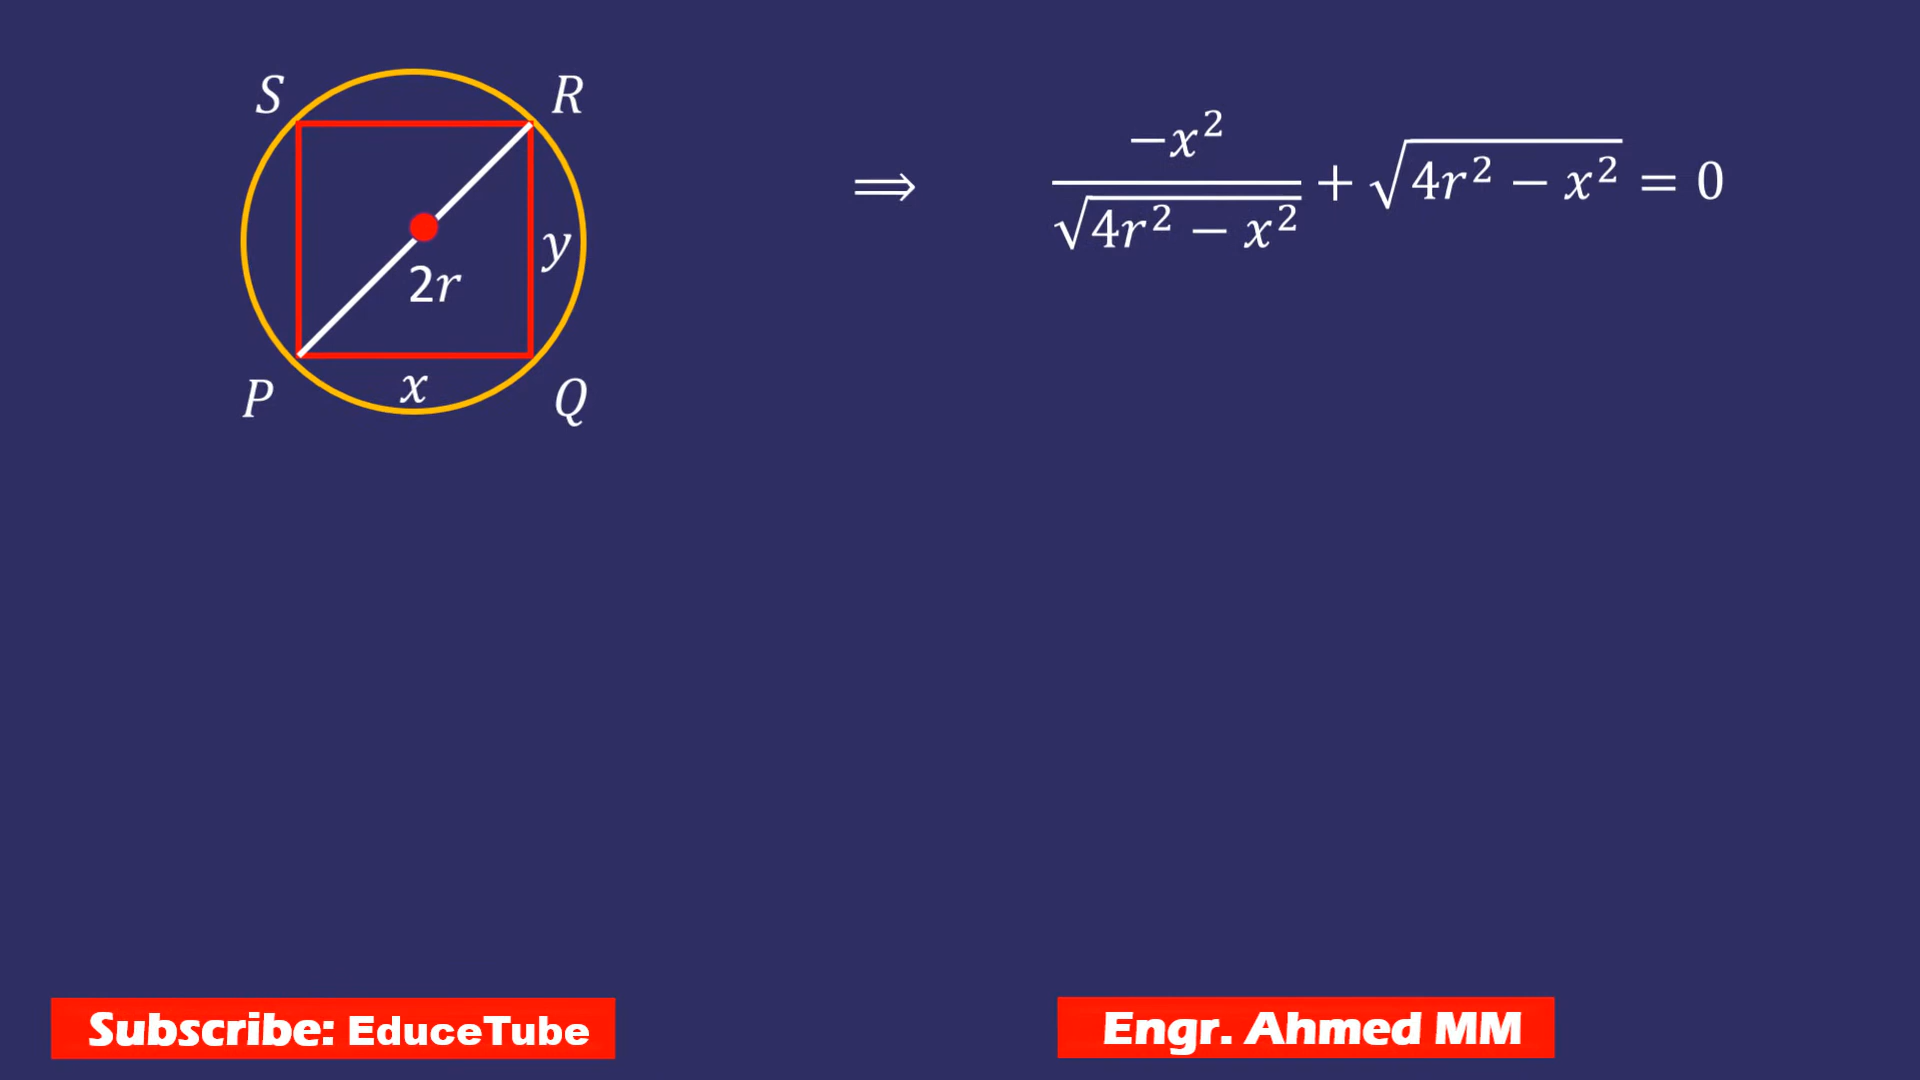 S R
y
2r
P x Q
⟹ −x²/√(4r² − x²) + √(4r² − x²) = 0
Subscribe: EduceTube
Engr. Ahmed MM